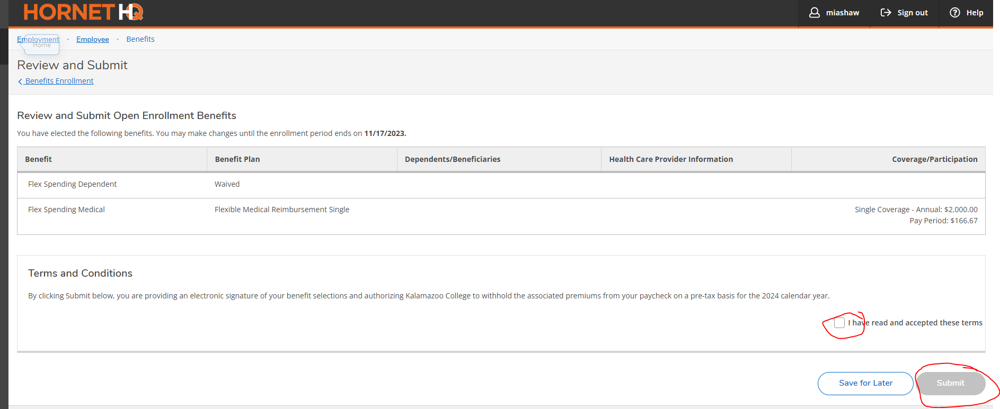 HORNET HQ
miashaw
Sign out
Help
Employment • Employee • Benefits
Home
Review and Submit
Benefits Enrollment
Review and Submit Open Enrollment Benefits
You have elected the following benefits. You may make changes until the enrollment period ends on 11/17/2023.
Benefit Benefit Plan Dependents/Beneficiaries Health Care Provider Information Coverage/Participation
Flex Spending Dependent Waived
Flex Spending Medical Flexible Medical Reimbursement Single Single Coverage - Annual: $2,000.00
Pay Period: $166.67
Terms and Conditions
By clicking Submit below, you are providing an electronic signature of your benefit selections and authorizing Kalamazoo College to withhold the associated premiums from your paycheck on a pre-tax basis for the 2024 calendar year.
I have read and accepted these terms
Save for Later
Submit